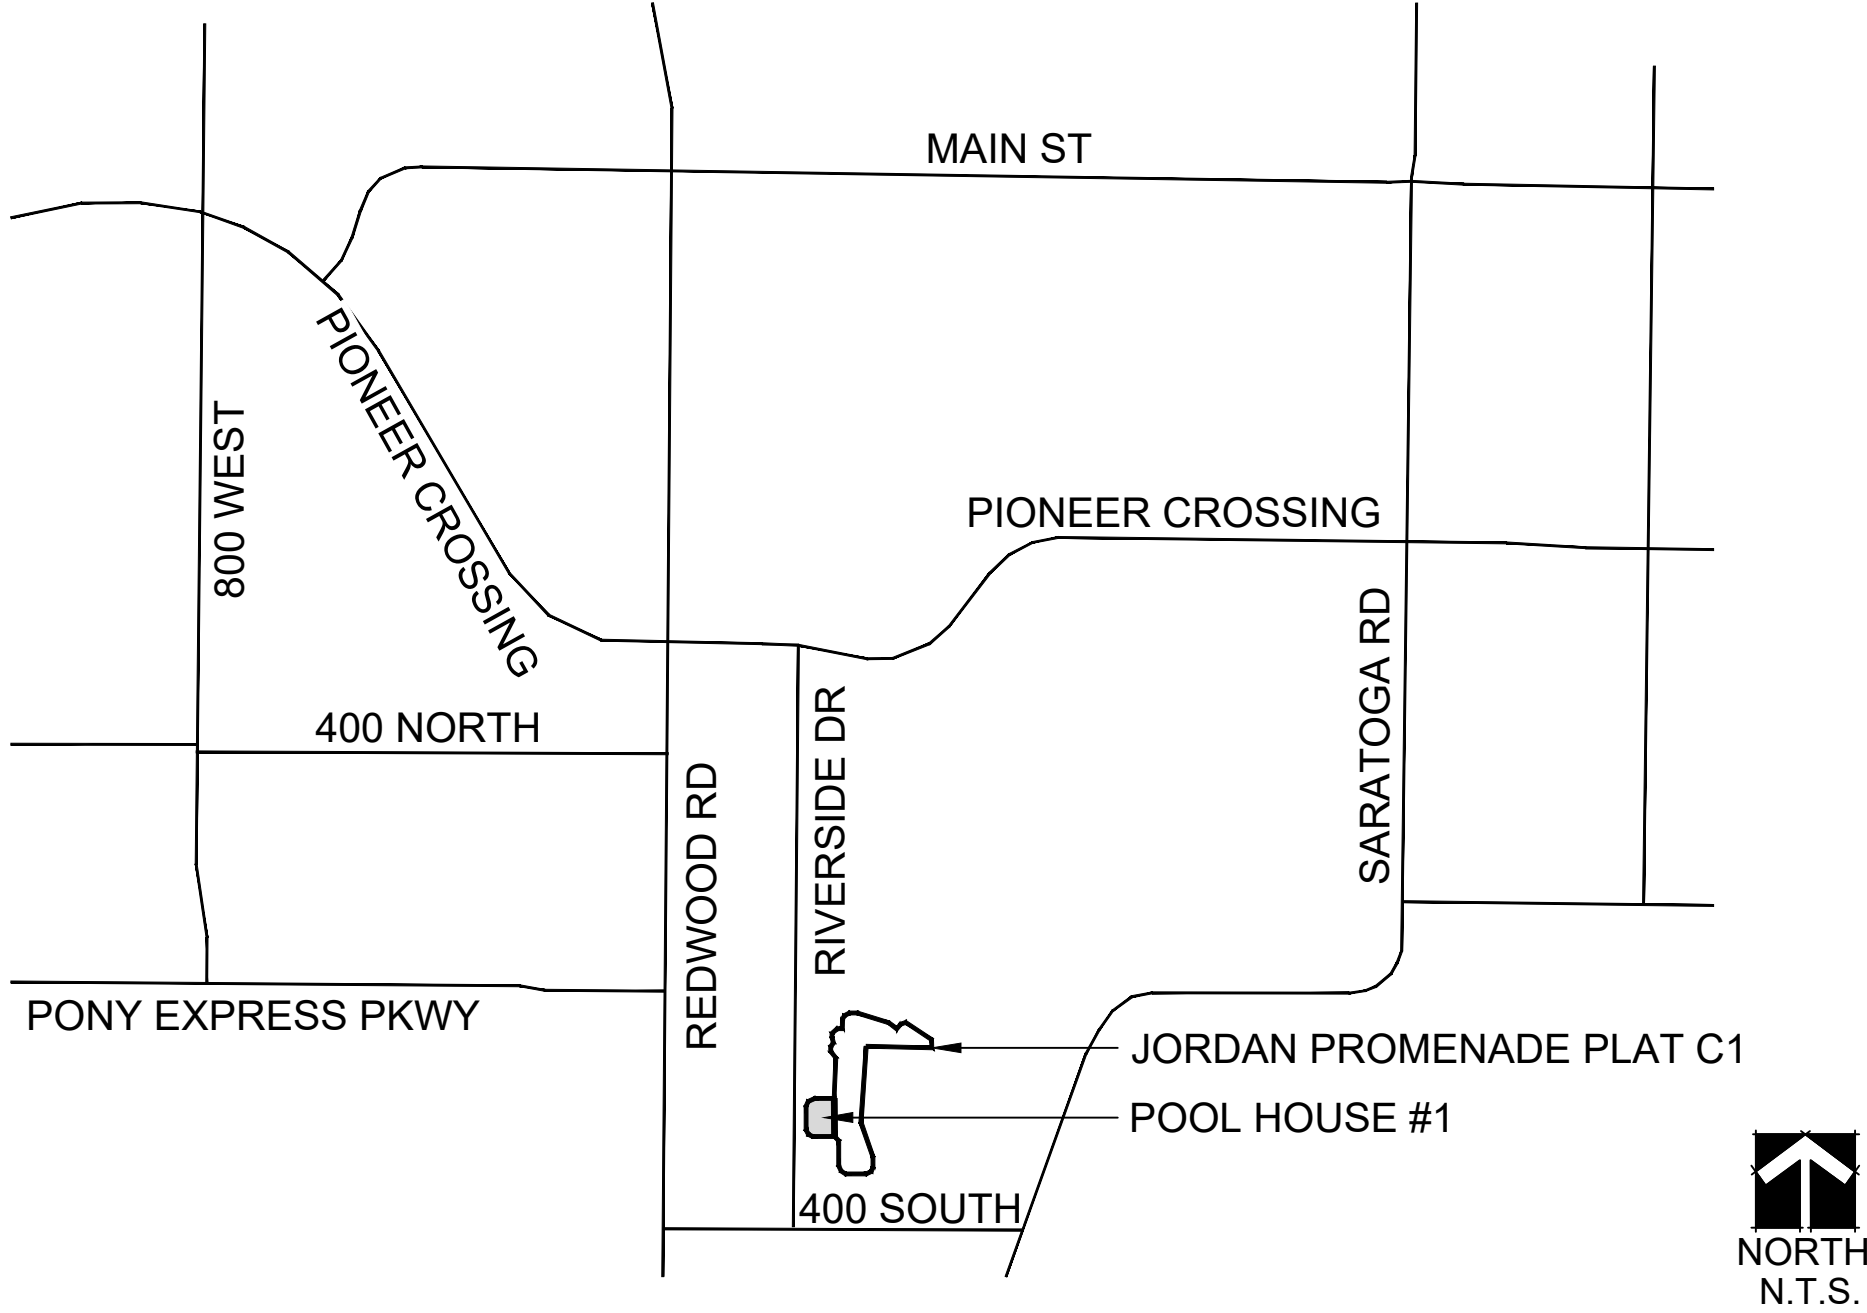 MAIN ST
PIONEER CROSSING
800 WEST
PIONEER CROSSING
SARATOGA RD
400 NORTH
RIVERSIDE DR
REDWOOD RD
PONY EXPRESS PKWY
JORDAN PROMENADE PLAT C1
POOL HOUSE #1
400 SOUTH
NORTH
N.T.S.